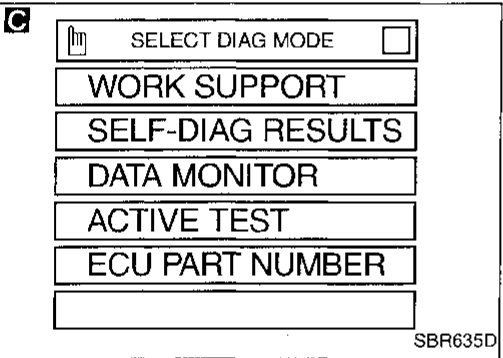 C
SELECT DIAG MODE
WORK SUPPORT
SELF-DIAG RESULTS
DATA MONITOR
ACTIVE TEST
ECU PART NUMBER
SBR635D